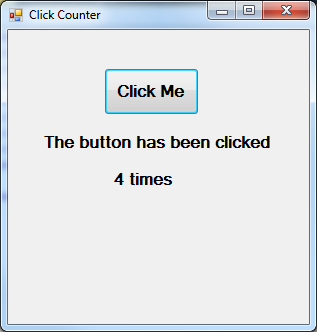 Click Counter
Click Me
The button has been clicked
4 times